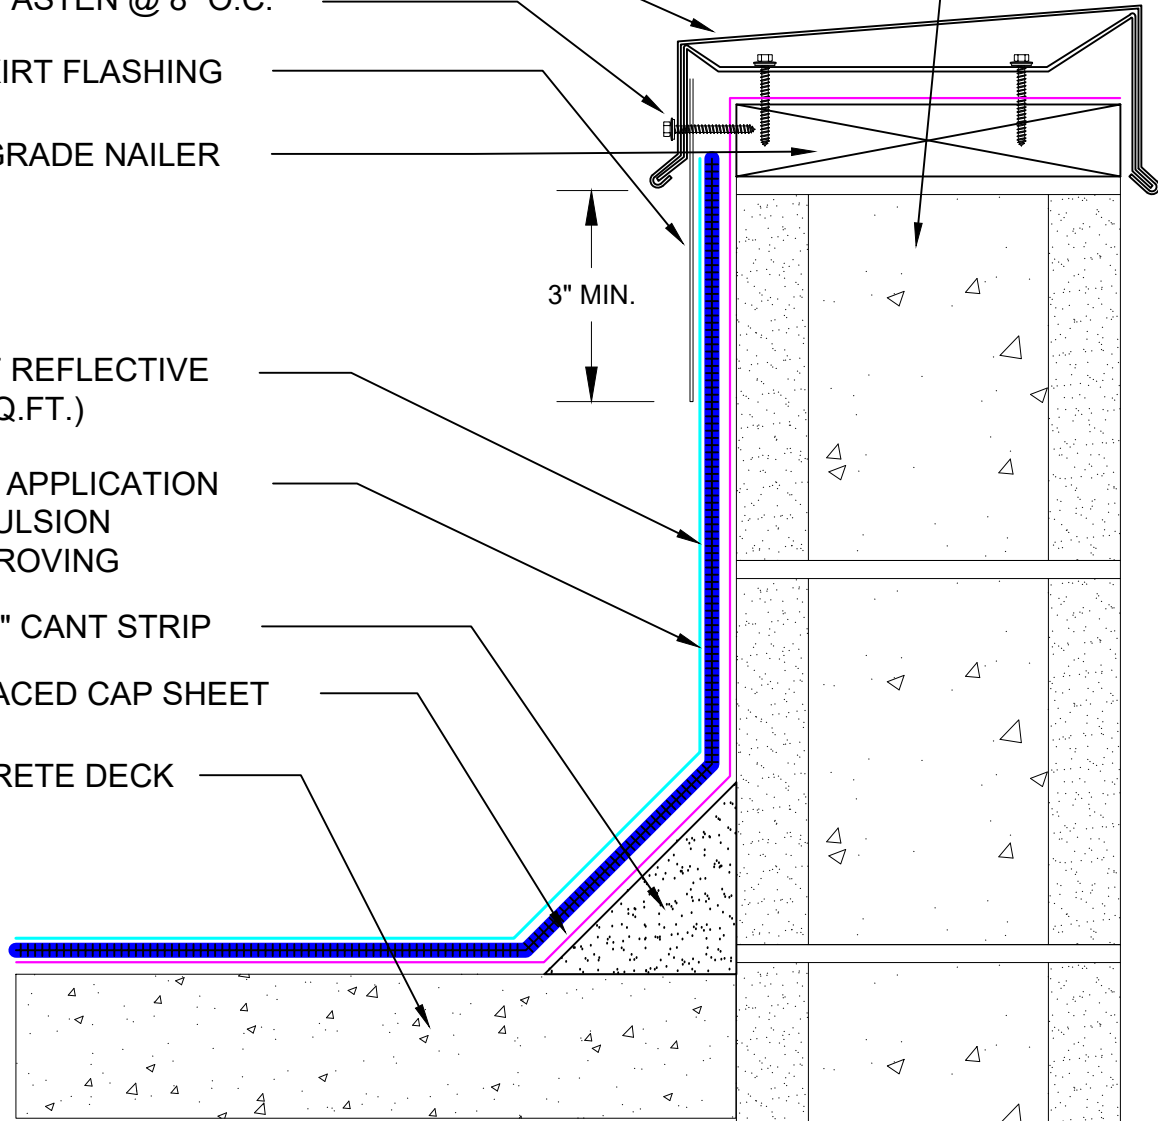 ASTEN @ 8" O.C.
KIRT FLASHING
GRADE NAILER
3" MIN.
T REFLECTIVE
Q.FT.)
APPLICATION
ULSION
ROVING
" CANT STRIP
ACED CAP SHEET
RETE DECK